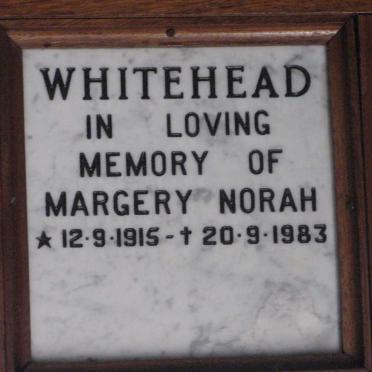 WHITEHEAD
IN LOVING
MEMORY OF
MARGERY NORAH
★ 12·9·1915 - † 20·9·1983